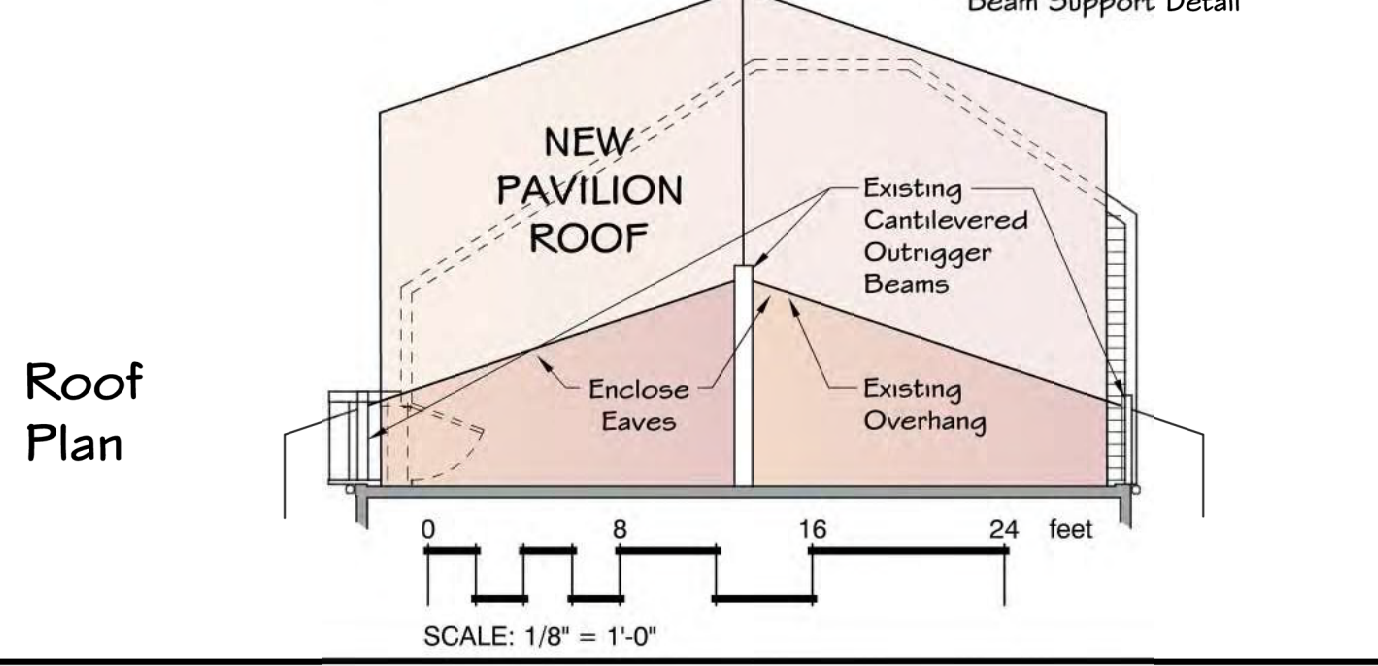 Beam Support Detail
NEW
PAVILION
ROOF
Existing
Cantilevered
Outrigger
Beams
Roof
Plan
Enclose
Eaves
Existing
Overhang
0 8 16 24 feet
SCALE: 1/8" = 1'-0"